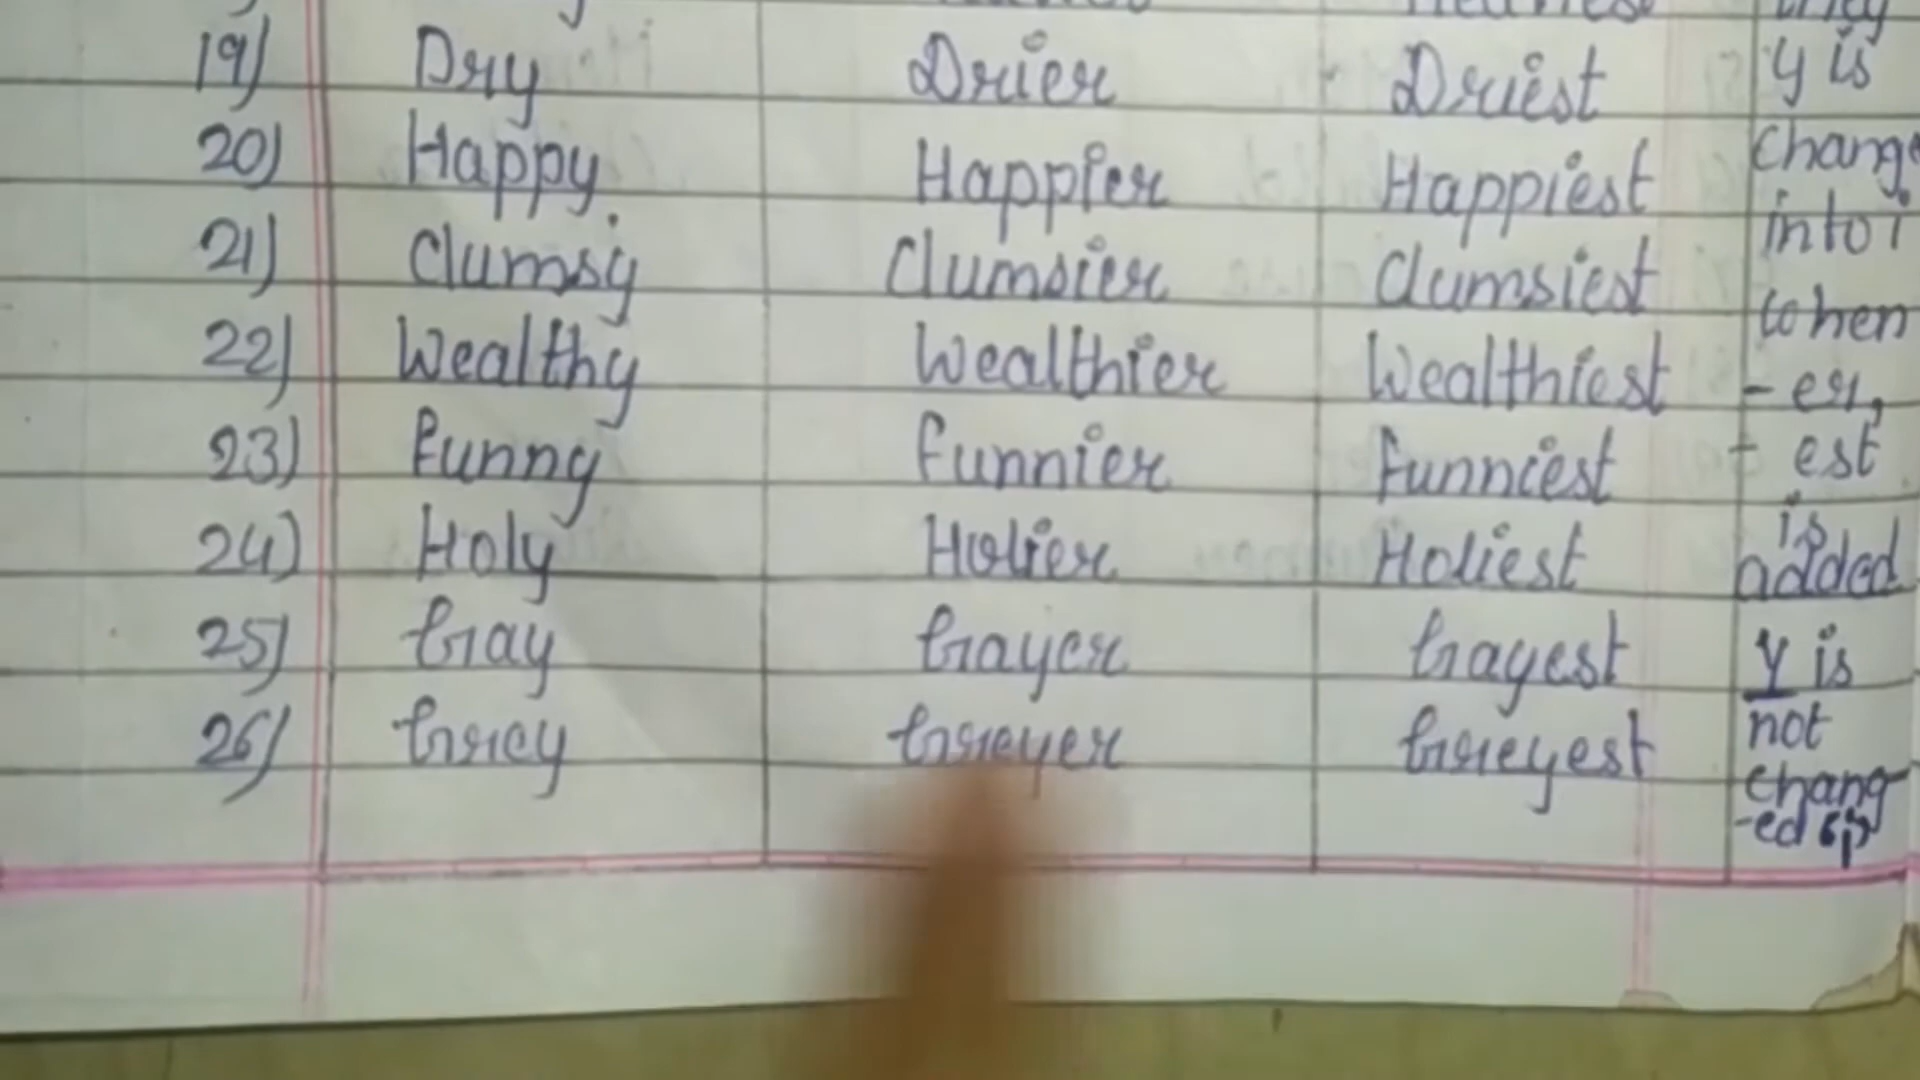 19) Dry Drier Driest y is
20) Happy Happier Happiest change
21) Clumsy Clumsier Clumsiest into i
22) Wealthy Wealthier Wealthiest when -er,
23) Funny Funnier Funniest - est
24) Holy Holier Holiest is added
25) Gray Grayer Grayest y is
26) Grey Greyer Greyest not
chang
-ed